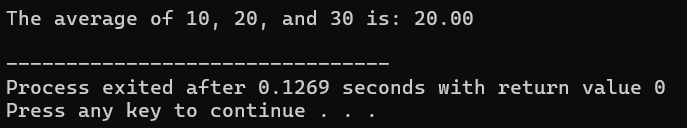 The average of 10, 20, and 30 is: 20.00
--------------------------------
Process exited after 0.1269 seconds with return value 0
Press any key to continue . . .